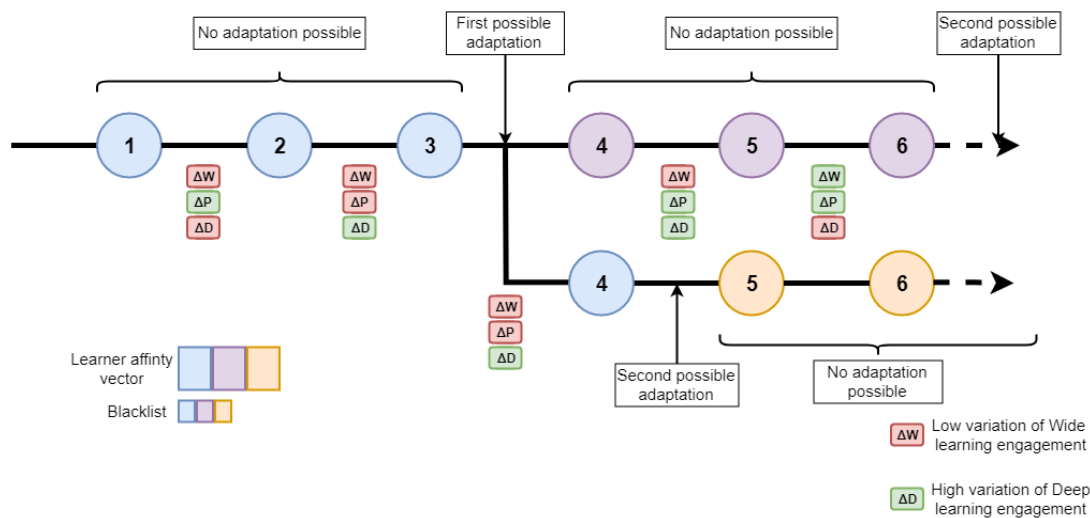 No adaptation possible
First possible
adaptation
No adaptation possible
Second possible
adaptation
1
2
3
4
5
6
ΔW
ΔW
ΔW
ΔW
ΔP
ΔP
ΔP
ΔP
ΔD
ΔD
ΔD
ΔD
4
5
6
ΔW
ΔP
ΔD
Learner affinty
vector
Blacklist
Second possible
adaptation
No adaptation
possible
ΔW
Low variation of Wide
learning engagement
ΔD
High variation of Deep
learning engagement